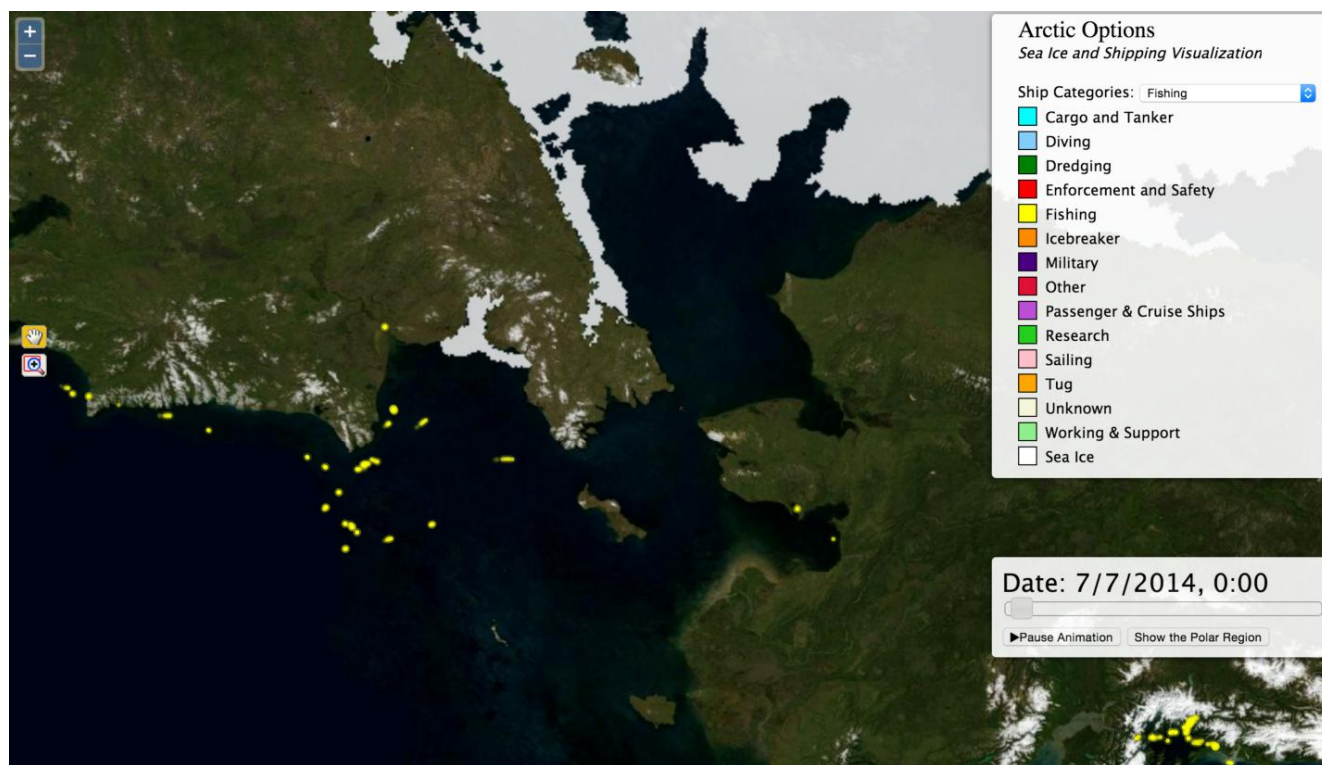 +
−
Arctic Options
Sea Ice and Shipping Visualization
Ship Categories: Fishing
Cargo and Tanker
Diving
Dredging
Enforcement and Safety
Fishing
Icebreaker
Military
Other
Passenger & Cruise Ships
Research
Sailing
Tug
Unknown
Working & Support
Sea Ice
Date: 7/7/2014, 0:00
▶Pause Animation Show the Polar Region